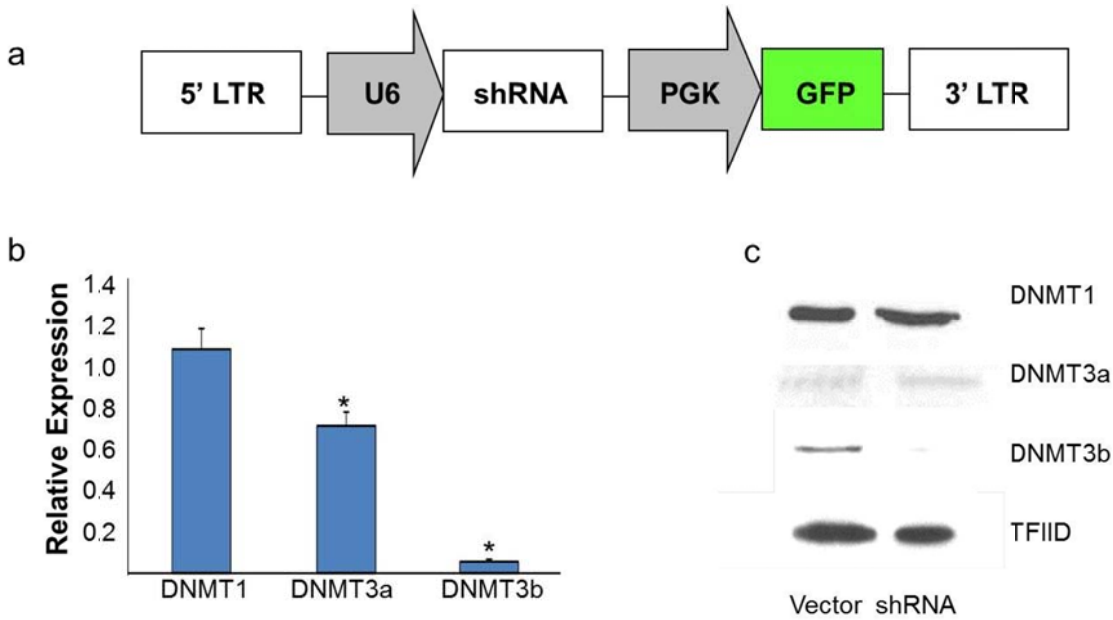 a
5' LTR
U6
shRNA
PGK
GFP
3' LTR
b
Relative Expression
1.4
1.2
1.0
0.8
0.6
0.4
0.2
*
*
DNMT1
DNMT3a
DNMT3b
c
DNMT1
DNMT3a
DNMT3b
TFIID
Vector shRNA